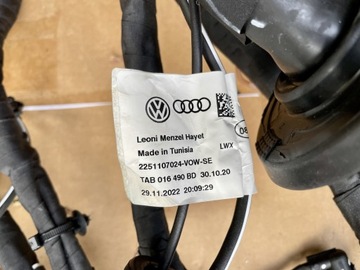 Leoni Menzel Hayet
Made in Tunisia LWX
2251107024-VOW-SE
TAB 016 490 BD 30.10.20
29.11.2022 20:09:29